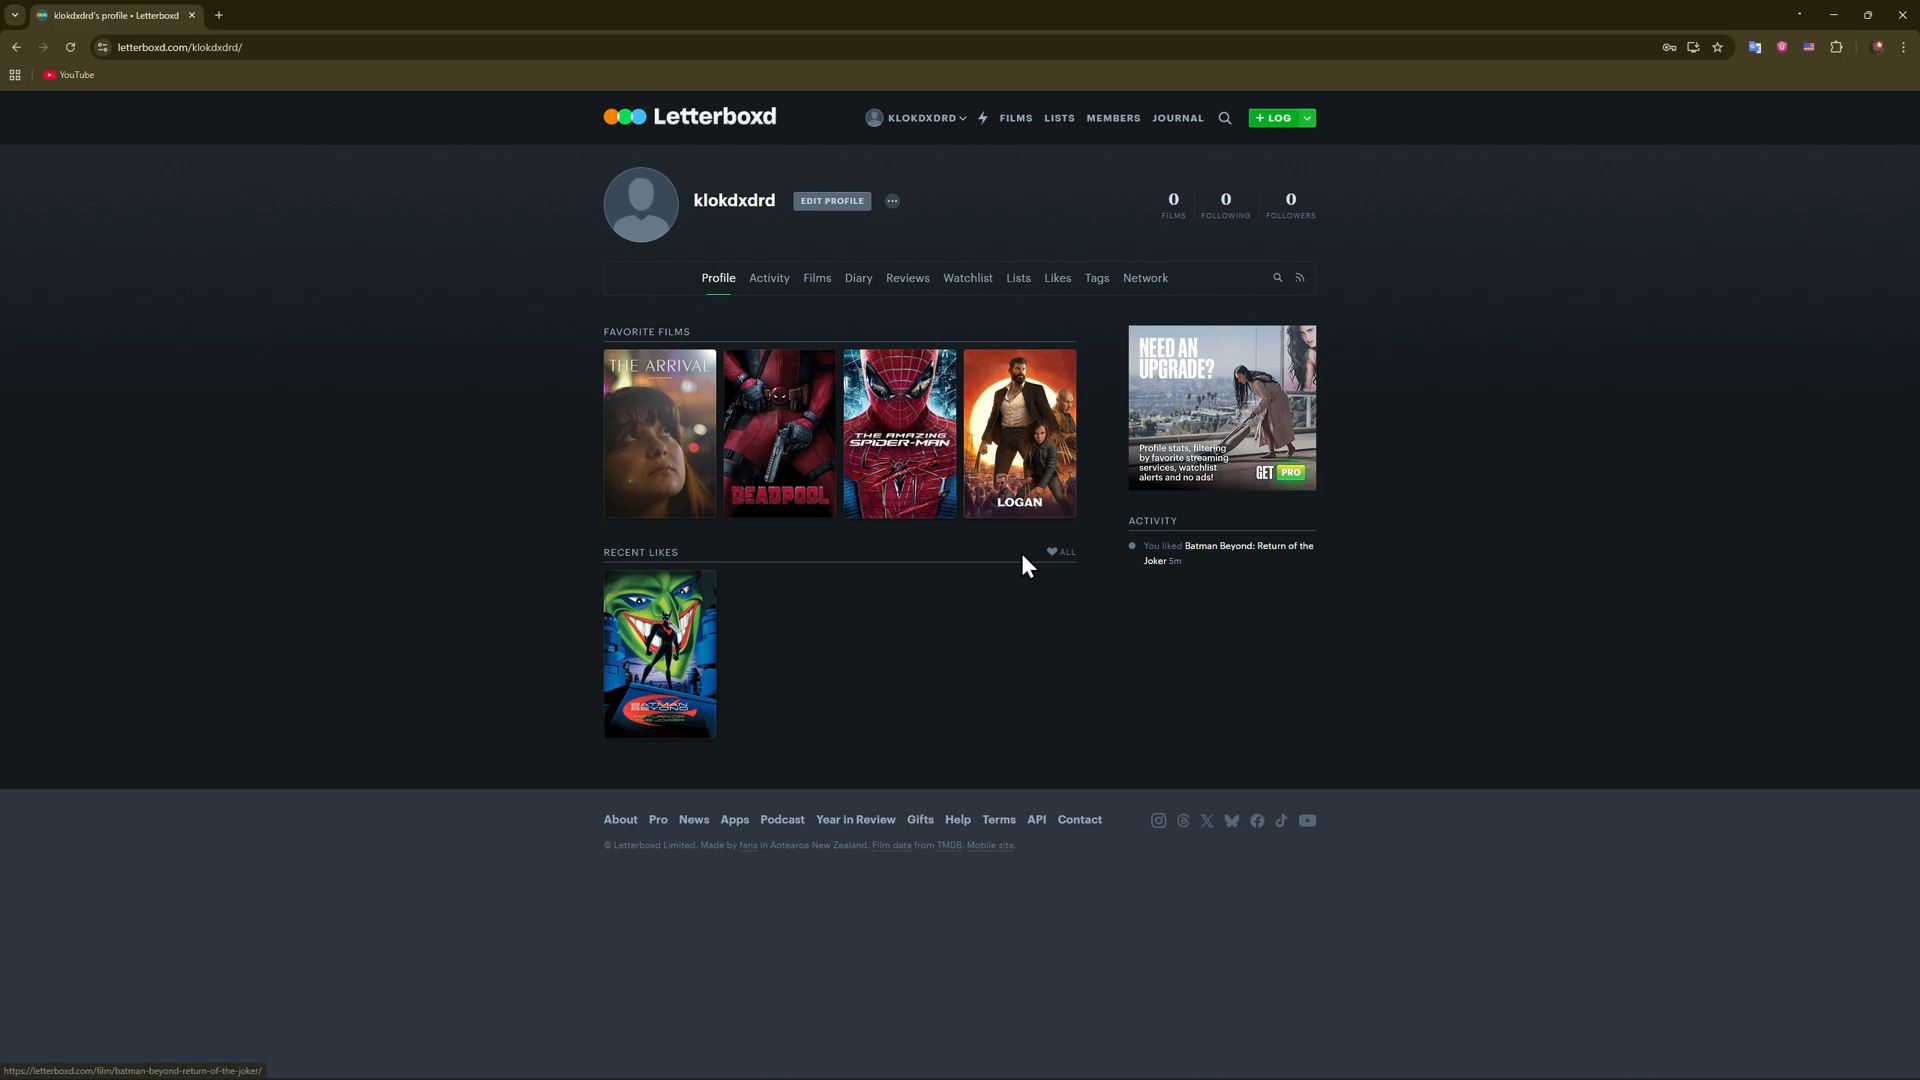 klokdxdrd's profile • Letterboxd
letterboxd.com/klokdxdrd/
YouTube
Letterboxd
KLOKDXDRD
FILMS
LISTS
MEMBERS
JOURNAL
+ LOG
klokdxdrd
EDIT PROFILE
0
FILMS
0
FOLLOWING
0
FOLLOWERS
Profile
Activity
Films
Diary
Reviews
Watchlist
Lists
Likes
Tags
Network
FAVORITE FILMS
THE ARRIVAL
DEADPOOL
THE AMAZING
SPIDER-MAN
LOGAN
NEED AN
UPGRADE?
Profile stats, filtering
by favorite streaming
services, watchlist
alerts and no ads!
GET PRO
RECENT LIKES
ALL
BATMAN
BEYOND
RETURN OF
THE JOKER
ACTIVITY
You liked Batman Beyond: Return of the
Joker 5m
About Pro News Apps Podcast Year in Review Gifts Help Terms API Contact
© Letterboxd Limited. Made by fans in Aotearoa New Zealand. Film data from TMDB. Mobile site.
https://letterboxd.com/film/batman-beyond-return-of-the-joker/